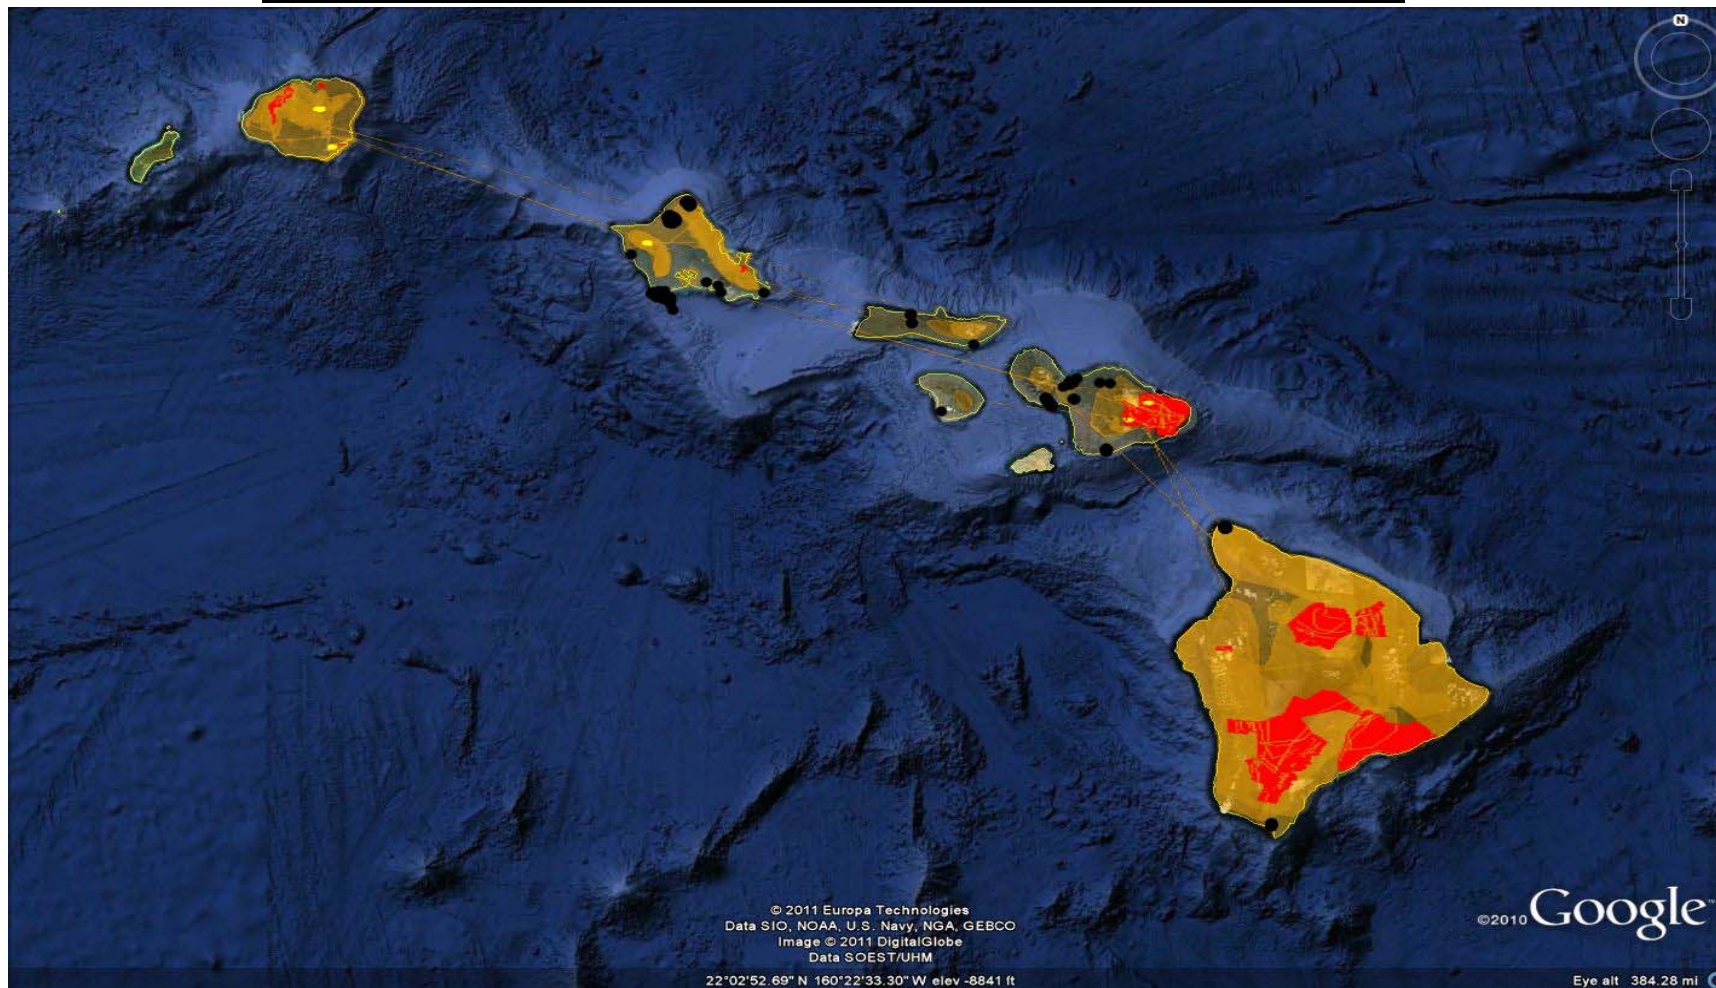 N
© 2011 Europa Technologies
Data SIO, NOAA, U.S. Navy, NGA, GEBCO
Image © 2011 DigitalGlobe
Data SOEST/UHM
©2010 Google™
22°02'52.69" N 160°22'33.30" W elev -8841 ft
Eye alt 384.28 mi